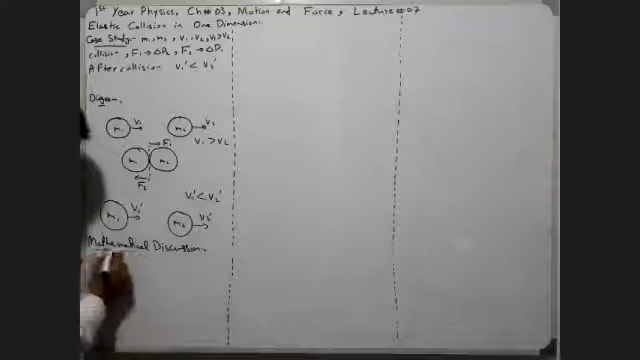 1st Year Physics, Ch# 03, Motion and Force, Lecture # 07
Elastic Collision in One Dimension:
Case Study:- m₁, m₂, v₁, v₂, v₁>v₂
collision, F₁→ΔP₂, F₂→ΔP₁
After collision v₁'<v₂'
Digram:
m₁ v₁ m₂ v₂
v₁>v₂
F₁
m₁ m₂
F₂
v₁'<v₂'
m₁ v₁' m₂ v₂'
Mathematical Discussion: